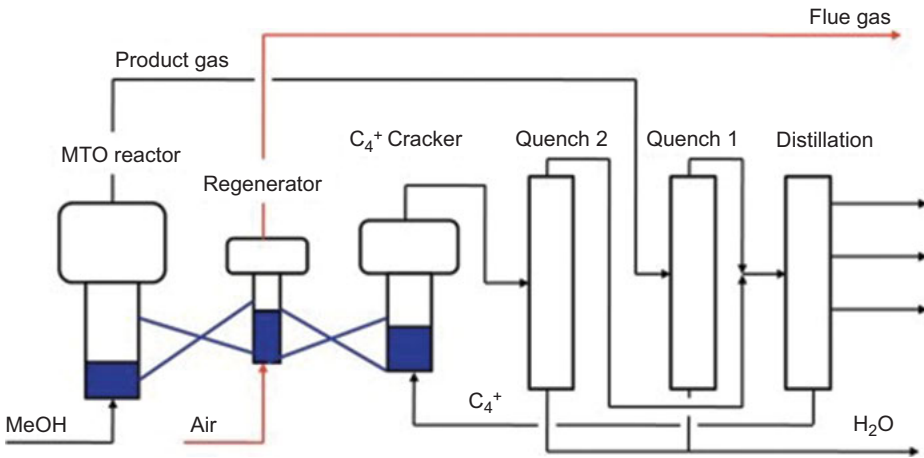 Flue gas
Product gas
C₄⁺ Cracker
Quench 2
Quench 1
Distillation
MTO reactor
Regenerator
MeOH
Air
C₄⁺
H₂O